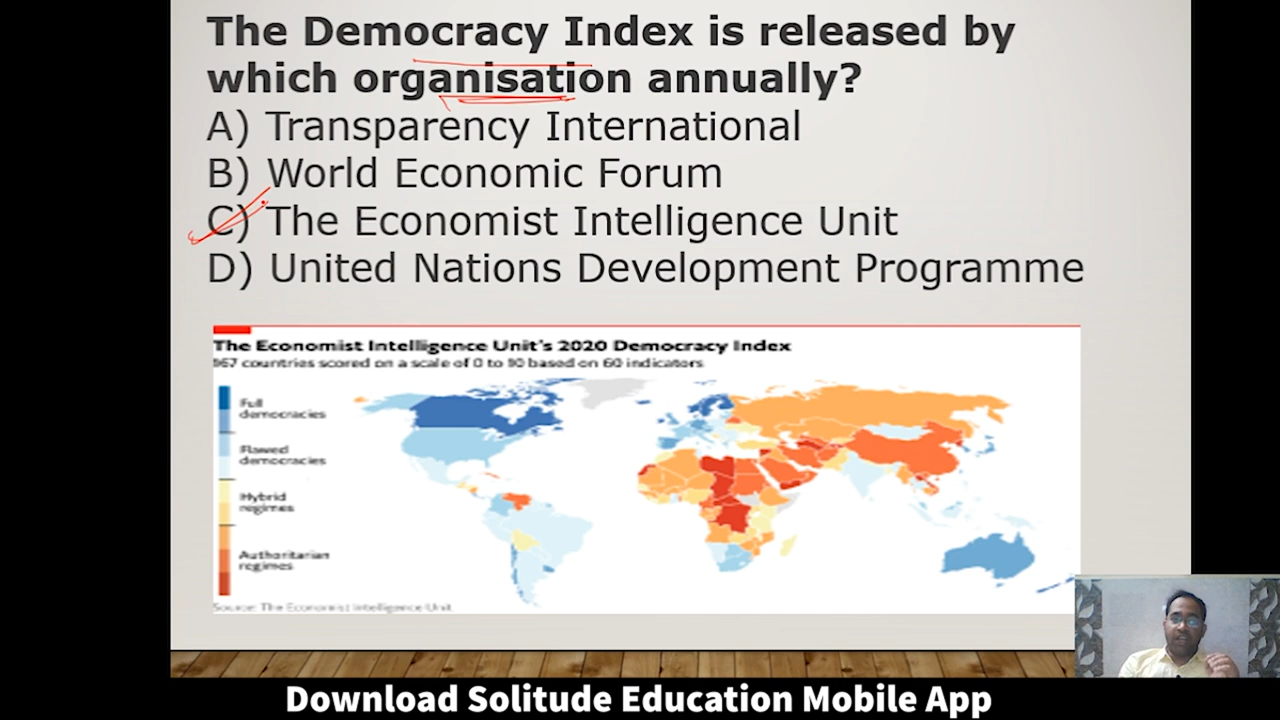 The Democracy Index is released by
which organisation annually?
A) Transparency International
B) World Economic Forum
C) The Economist Intelligence Unit
D) United Nations Development Programme
The Economist Intelligence Unit's 2020 Democracy Index
167 countries scored on a scale of 0 to 10 based on 60 indicators
Full
democracies
Flawed
democracies
Hybrid
regimes
Authoritarian
regimes
Source: The Economist Intelligence Unit
Download Solitude Education Mobile App